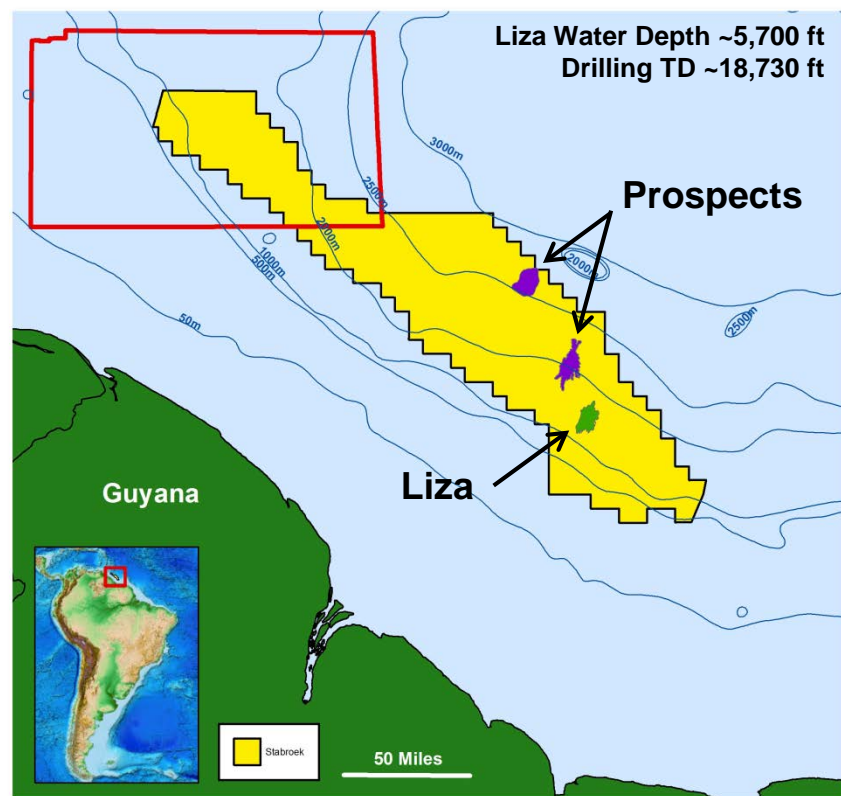 Liza Water Depth ~5,700 ft
Drilling TD ~18,730 ft
3000m
Prospects
2500m
2000m
2000m
1000m
500m
2500m
50m
Liza
Guyana
Stabroek
50 Miles